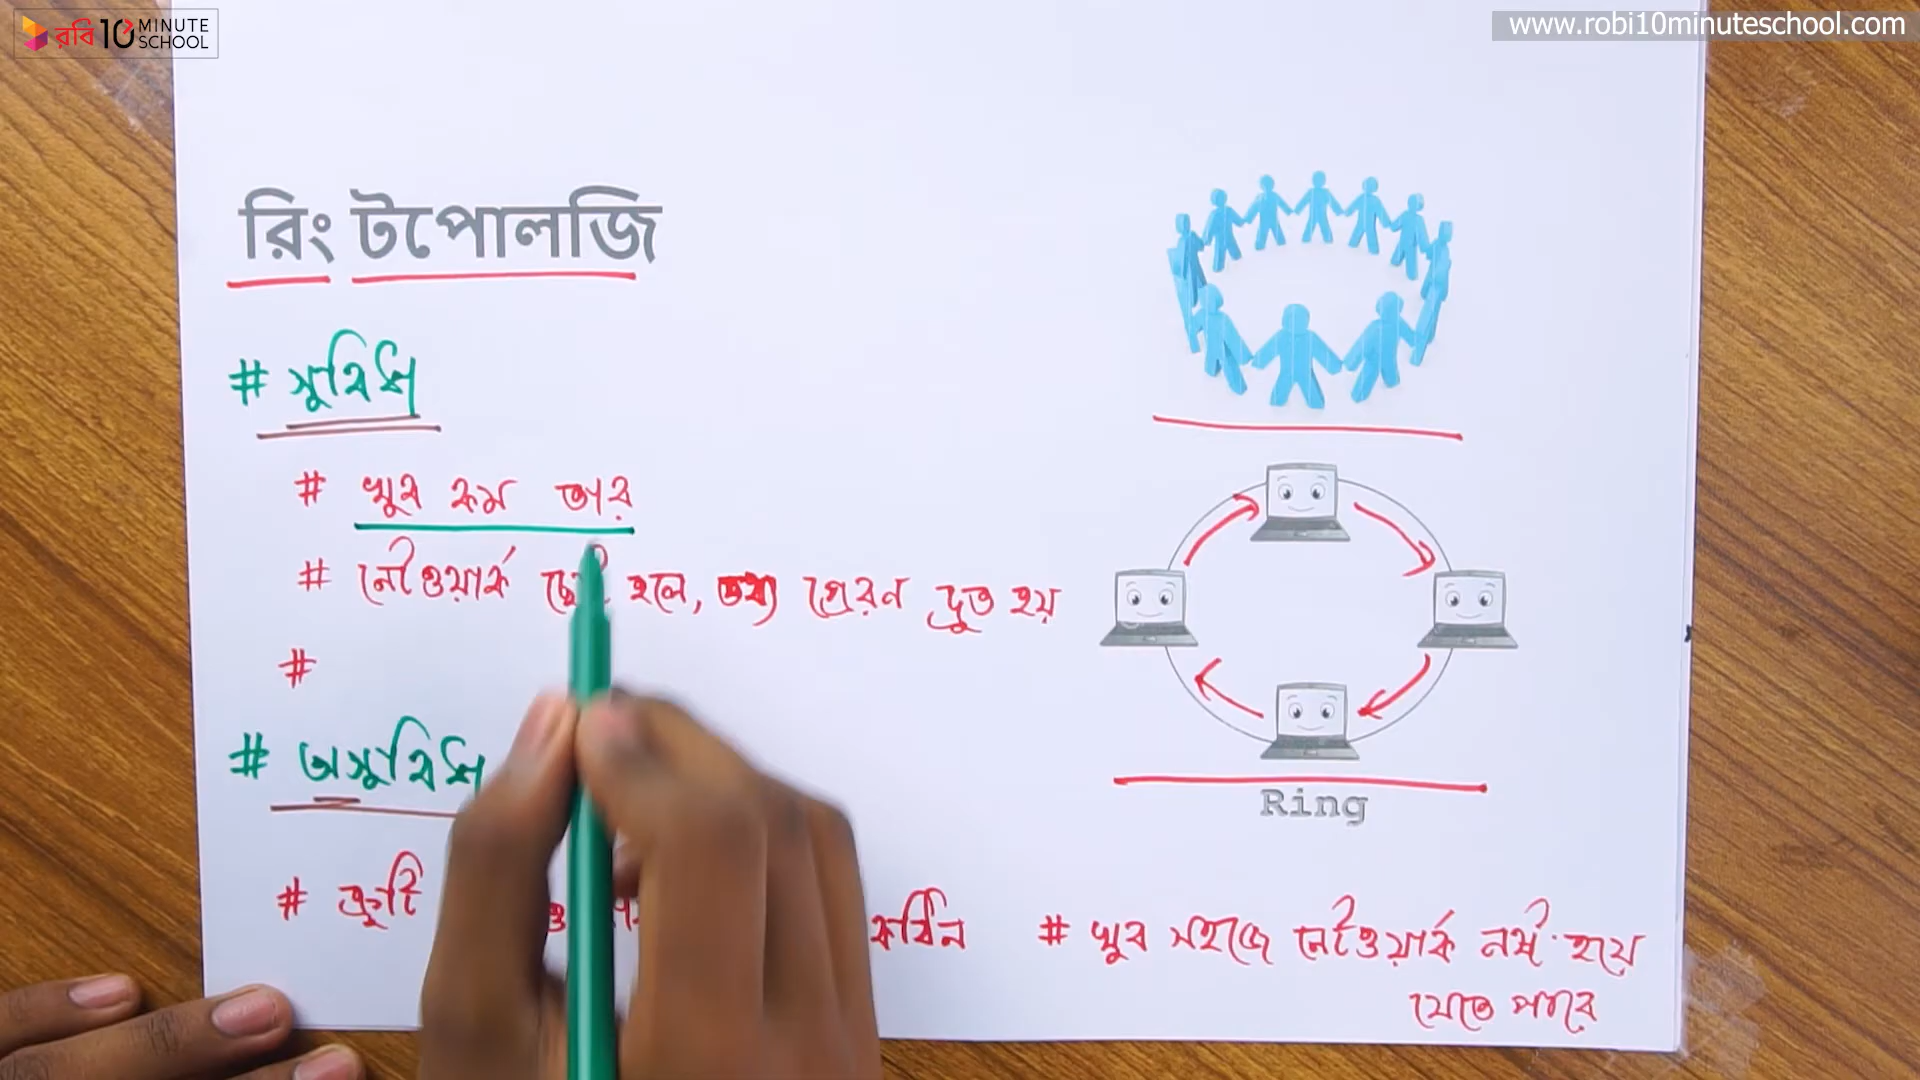 রবি 10 MINUTE SCHOOL
www.robi10minuteschool.com
রিং টপোলজি
# সুবিধা
# খুব কম তার
# নেটওয়ার্ক হলে, তথ্য প্রেরন দ্রুত হয়
#
# অসুবিধা
# ত্রুটি কঠিন
Ring
# খুব সহজে নেটওয়ার্ক নষ্ট হয়ে
যেতে পারে